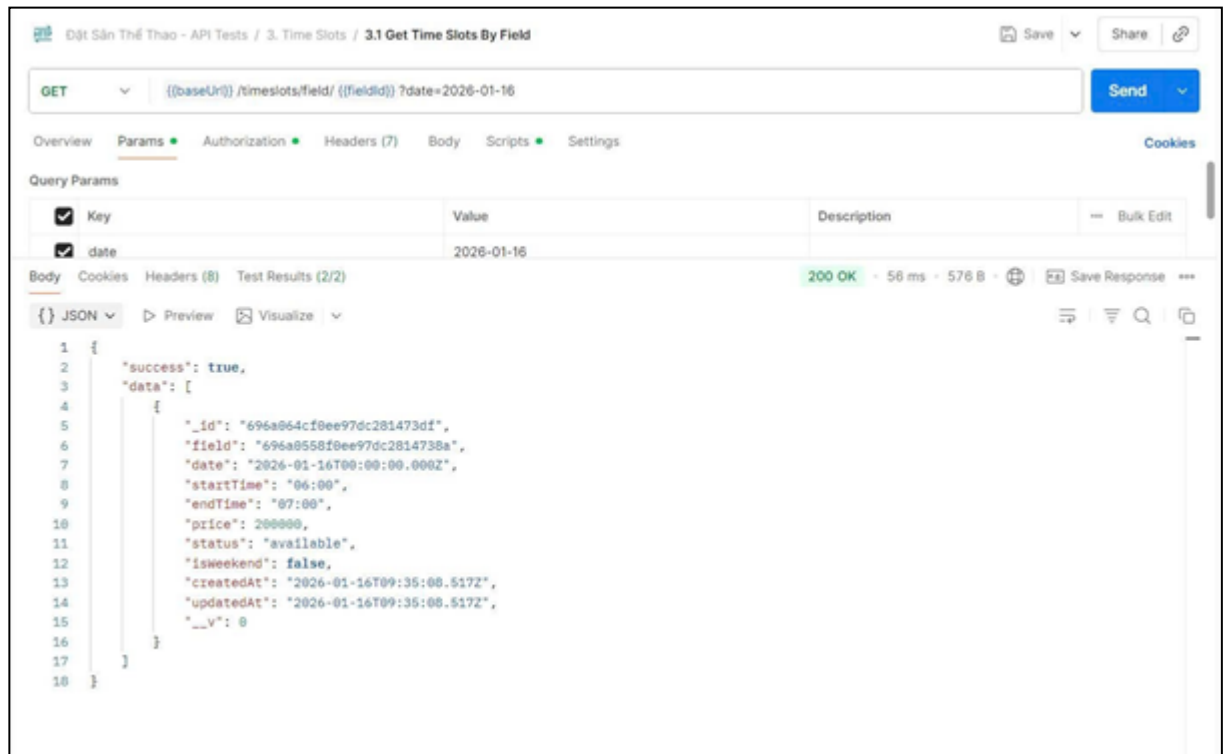 Đặt Sân Thể Thao - API Tests / 3. Time Slots / 3.1 Get Time Slots By Field
Save
Share
GET
{{baseUrl}} /timeslots/field/ {{fieldId}} ?date=2026-01-16
Send
Overview Params Authorization Headers (7) Body Scripts Settings
Cookies
Query Params
Key Value Description ••• Bulk Edit
date 2026-01-16
Body Cookies Headers (8) Test Results (2/2)
200 OK • 56 ms • 576 B
Save Response •••
{} JSON Preview Visualize
1 {
2 "success": true,
3 "data": [
4 {
5 "_id": "696a064cf0ee97dc281473df",
6 "field": "696a0558f0ee97dc2814738a",
7 "date": "2026-01-16T00:00:00.000Z",
8 "startTime": "06:00",
9 "endTime": "07:00",
10 "price": 200000,
11 "status": "available",
12 "isWeekend": false,
13 "createdAt": "2026-01-16T09:35:08.517Z",
14 "updatedAt": "2026-01-16T09:35:08.517Z",
15 "__v": 0
16 }
17 ]
18 }